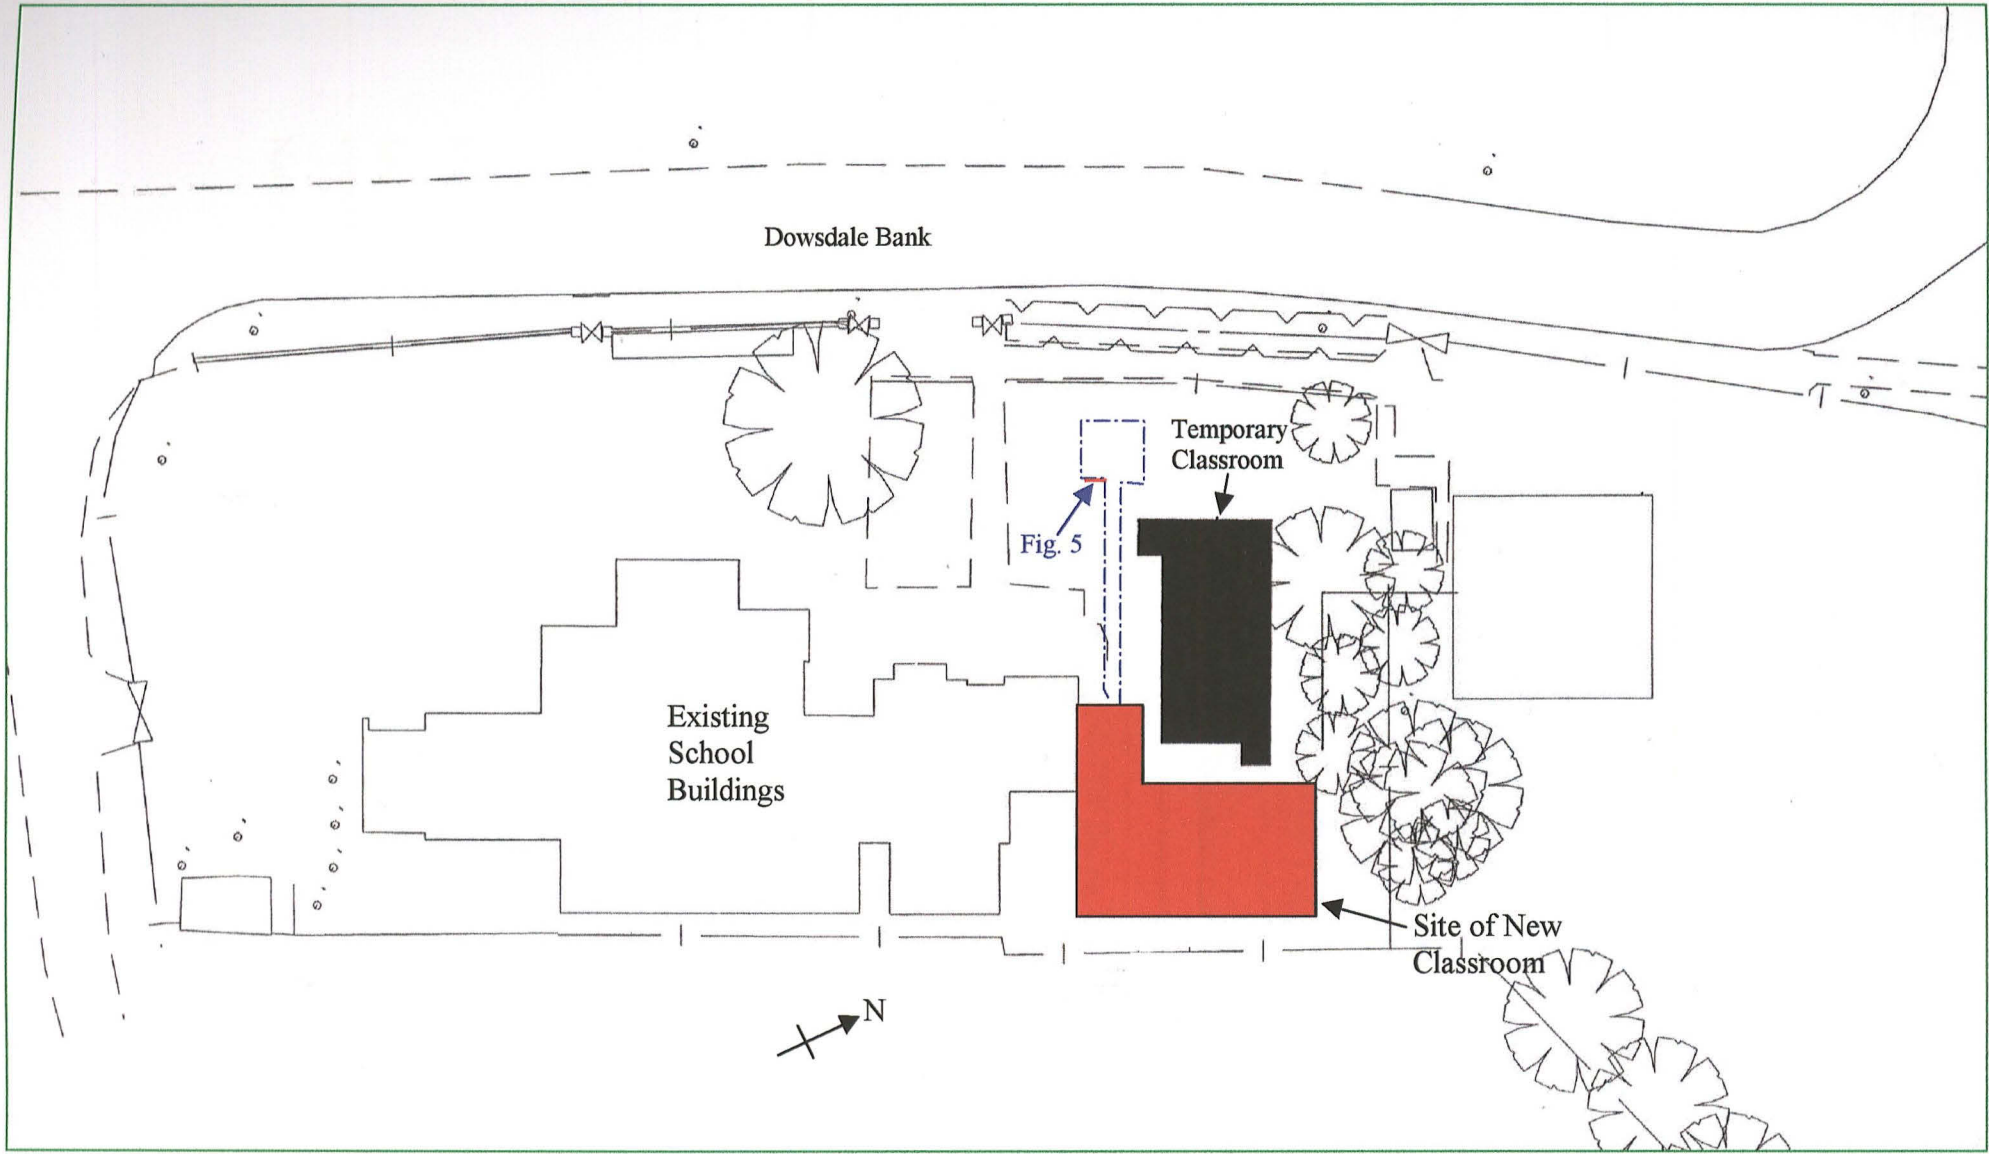 Dowsdale Bank
Temporary
Classroom
Fig. 5
Existing
School
Buildings
Site of New
Classroom
N